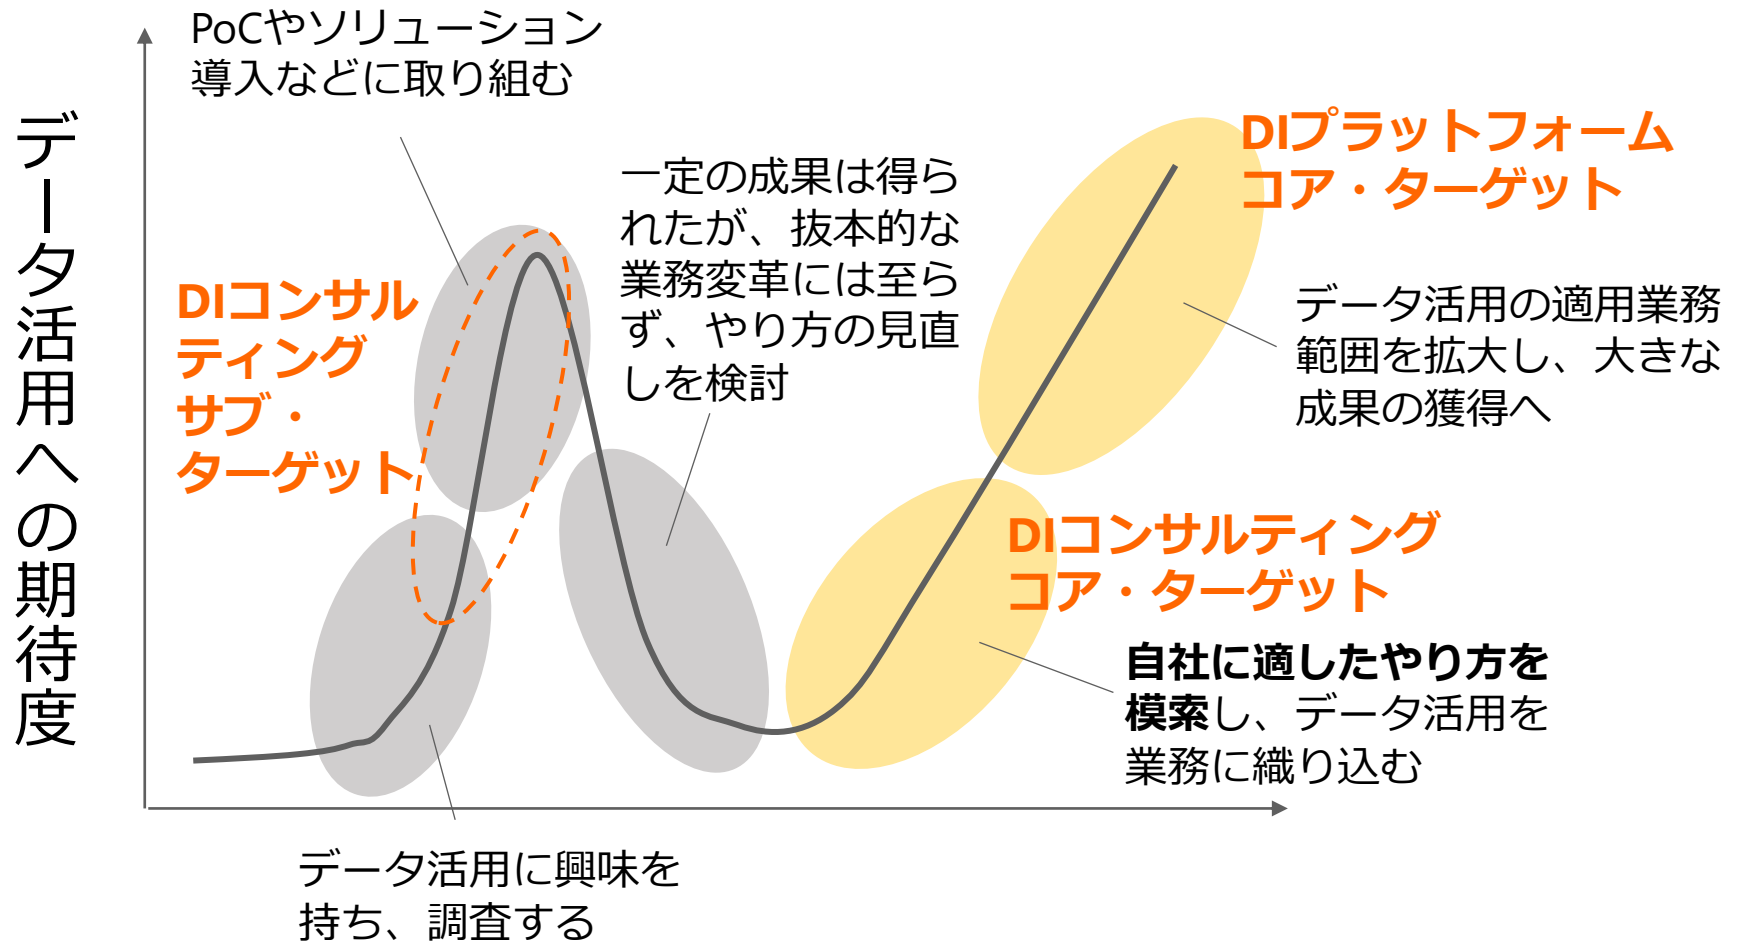 データ活用への期待度
PoCやソリューション
導入などに取り組む
DIコンサル
ティング
サブ・
ターゲット
一定の成果は得ら
れたが、抜本的な
業務変革には至ら
ず、やり方の見直
しを検討
DIプラットフォーム
コア・ターゲット
データ活用の適用業務
範囲を拡大し、大きな
成果の獲得へ
DIコンサルティング
コア・ターゲット
自社に適したやり方を
模索し、データ活用を
業務に織り込む
データ活用に興味を
持ち、調査する